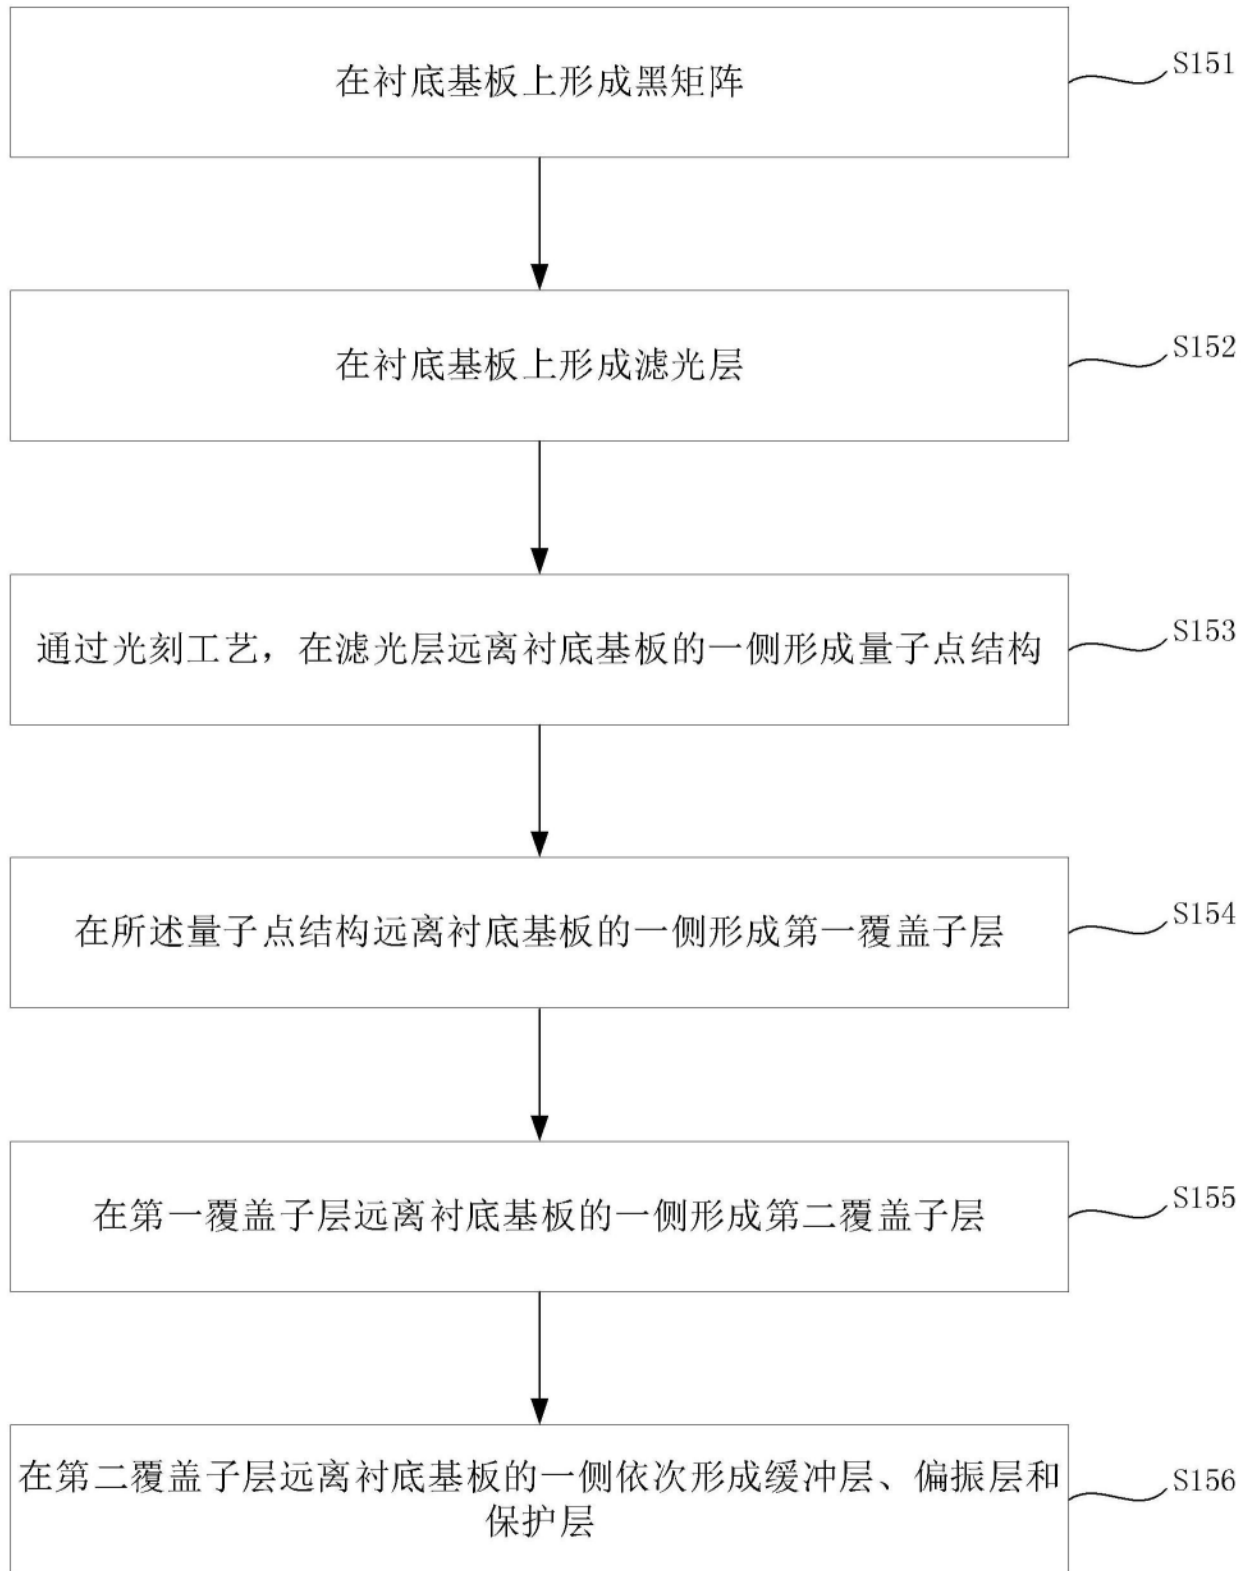 在衬底基板上形成黑矩阵
S151
在衬底基板上形成滤光层
S152
通过光刻工艺，在滤光层远离衬底基板的一侧形成量子点结构
S153
在所述量子点结构远离衬底基板的一侧形成第一覆盖子层
S154
在第一覆盖子层远离衬底基板的一侧形成第二覆盖子层
S155
在第二覆盖子层远离衬底基板的一侧依次形成缓冲层、偏振层和
保护层
S156